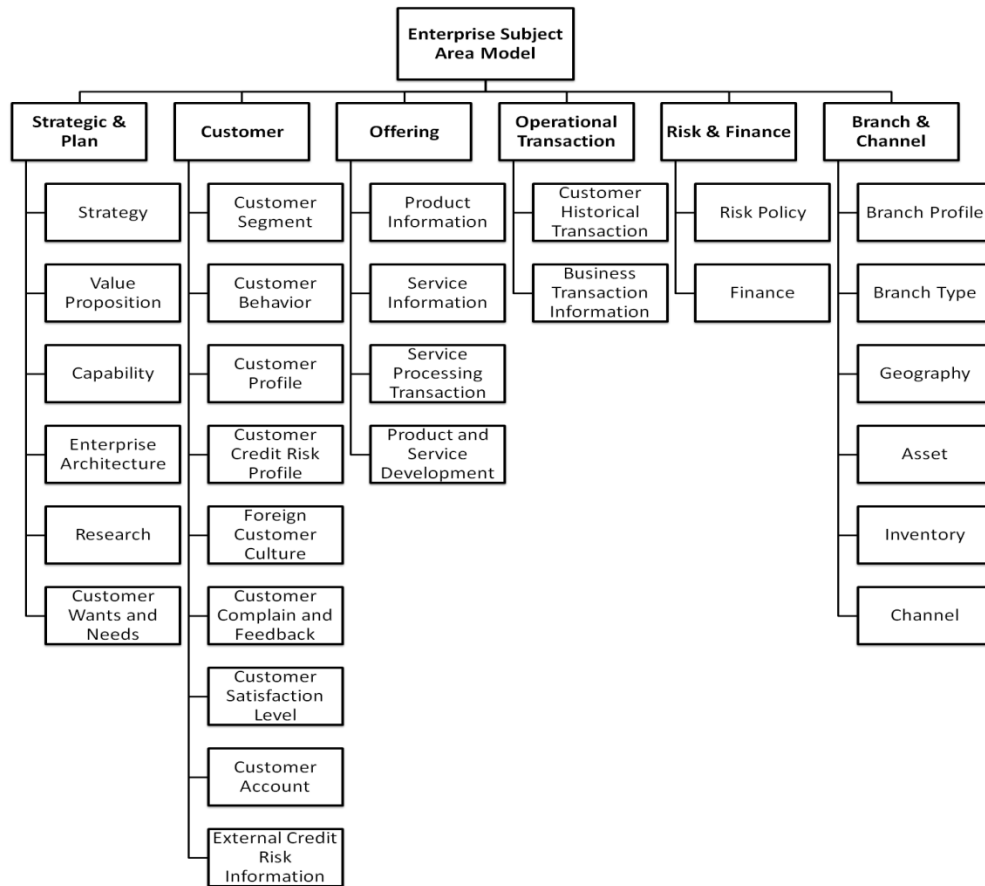 Enterprise Subject
Area Model
Strategic &
Plan
Customer
Offering
Operational
Transaction
Risk & Finance
Branch &
Channel
Strategy
Value
Proposition
Capability
Enterprise
Architecture
Research
Customer
Wants and
Needs
Customer
Segment
Customer
Behavior
Customer
Profile
Customer
Credit Risk
Profile
Foreign
Customer
Culture
Customer
Complain and
Feedback
Customer
Satisfaction
Level
Customer
Account
External Credit
Risk
Information
Product
Information
Service
Information
Service
Processing
Transaction
Product and
Service
Development
Customer
Historical
Transaction
Business
Transaction
Information
Risk Policy
Finance
Branch Profile
Branch Type
Geography
Asset
Inventory
Channel